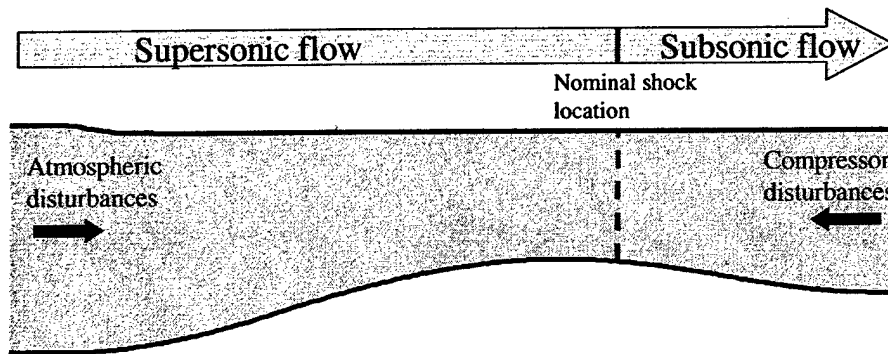 Supersonic flow
Subsonic flow
Nominal shock
location
Atmospheric
disturbances
Compressor
disturbances